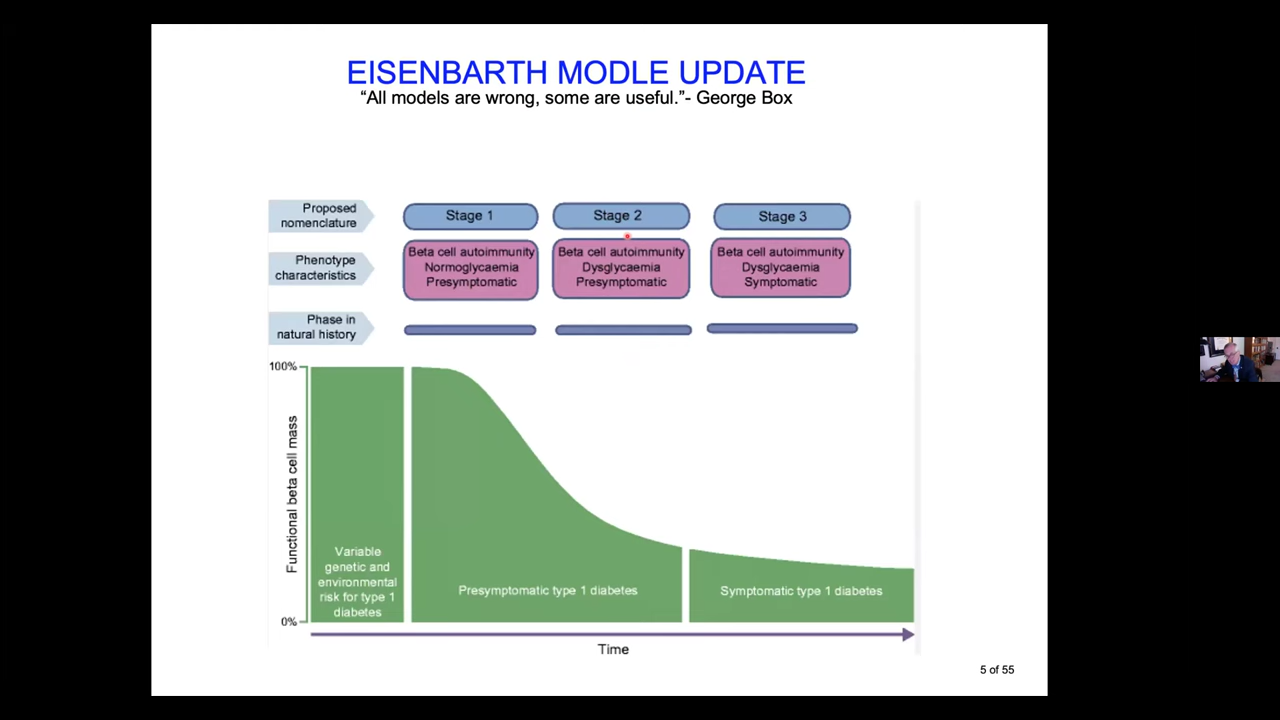 EISENBARTH MODLE UPDATE
“All models are wrong, some are useful.”- George Box
Proposed
nomenclature
Stage 1
Stage 2
Stage 3
Phenotype
characteristics
Beta cell autoimmunity
Normoglycaemia
Presymptomatic
Beta cell autoimmunity
Dysglycaemia
Presymptomatic
Beta cell autoimmunity
Dysglycaemia
Symptomatic
Phase in
natural history
100%
Functional beta cell mass
0%
Variable
genetic and
environmental
risk for type 1
diabetes
Presymptomatic type 1 diabetes
Symptomatic type 1 diabetes
Time
5 of 55